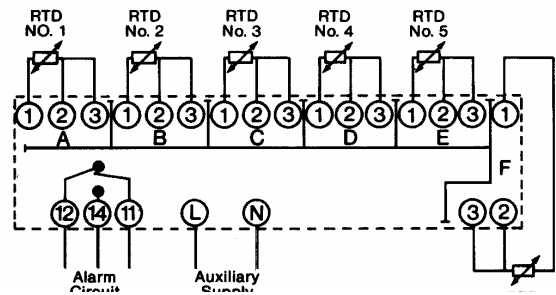 RTD NO. 1
RTD No. 2
RTD No. 3
RTD No. 4
RTD No. 5
1 2 3 1 2 3 1 2 3 1 2 3 1 2 3 1
A B C D E
F
12 14 11 L N 3 2
Alarm Circuit
Auxiliary Supply